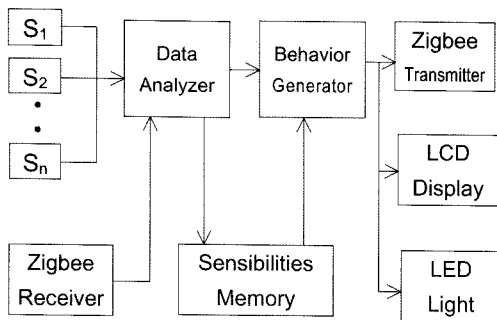 S1
S2
Sn
Data
Analyzer
Behavior
Generator
Zigbee
Transmitter
LCD
Display
Zigbee
Receiver
Sensibilities
Memory
LED
Light